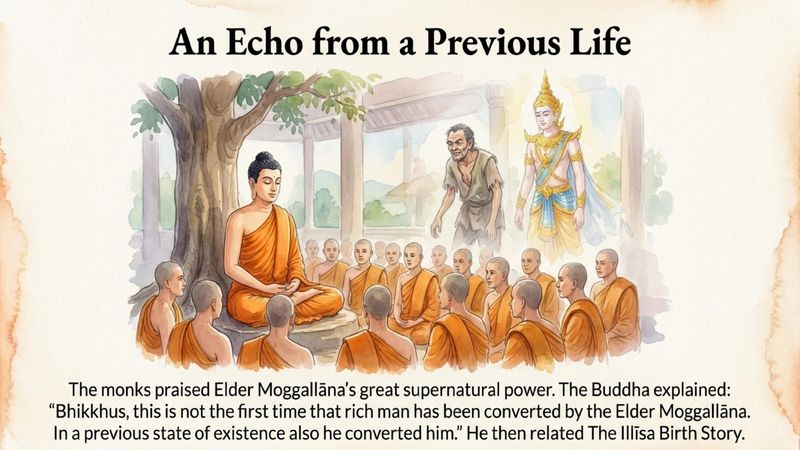 An Echo from a Previous Life
The monks praised Elder Moggallāna’s great supernatural power. The Buddha explained:
“Bhikkhus, this is not the first time that rich man has been converted by the Elder Moggallāna.
In a previous state of existence also he converted him.” He then related The Illīsa Birth Story.